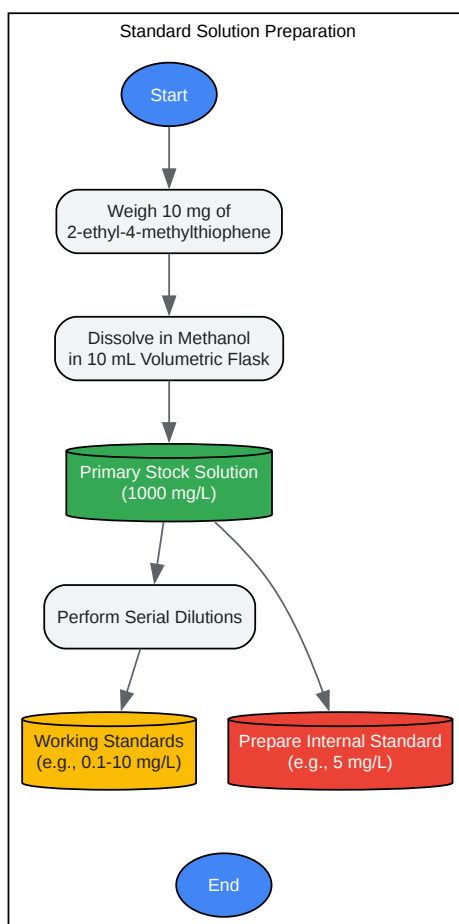 Standard Solution Preparation
Start
Weigh 10 mg of
2-ethyl-4-methylthiophene
Dissolve in Methanol
in 10 mL Volumetric Flask
Primary Stock Solution
(1000 mg/L)
Perform Serial Dilutions
Working Standards
(e.g., 0.1-10 mg/L)
Prepare Internal Standard
(e.g., 5 mg/L)
End